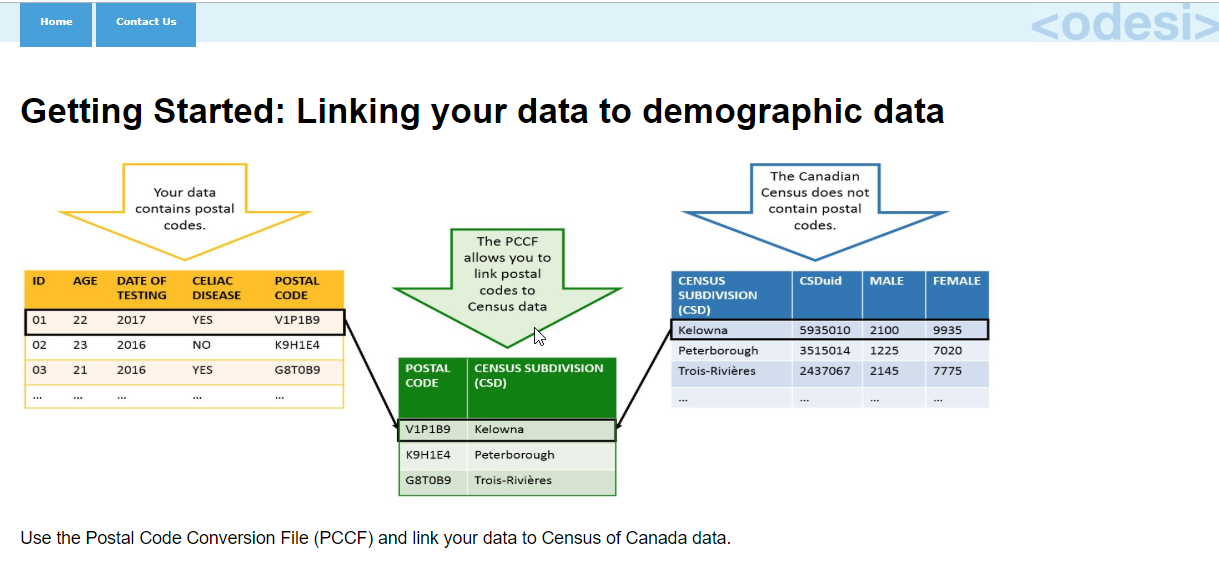 Home Contact Us <odesi>
Getting Started: Linking your data to demographic data
Your data
contains postal
codes.
ID AGE DATE OF TESTING CELIAC DISEASE POSTAL CODE
01 22 2017 YES V1P1B9
02 23 2016 NO K9H1E4
03 21 2016 YES G8T0B9
... ... ... ... ...
The PCCF
allows you to
link postal
codes to
Census data
POSTAL CODE CENSUS SUBDIVISION (CSD)
V1P1B9 Kelowna
K9H1E4 Peterborough
G8T0B9 Trois-Rivières
The Canadian
Census does not
contain postal
codes.
CENSUS SUBDIVISION (CSD) CSDuid MALE FEMALE
Kelowna 5935010 2100 9935
Peterborough 3515014 1225 7020
Trois-Rivières 2437067 2145 7775
... ... ... ...
Use the Postal Code Conversion File (PCCF) and link your data to Census of Canada data.